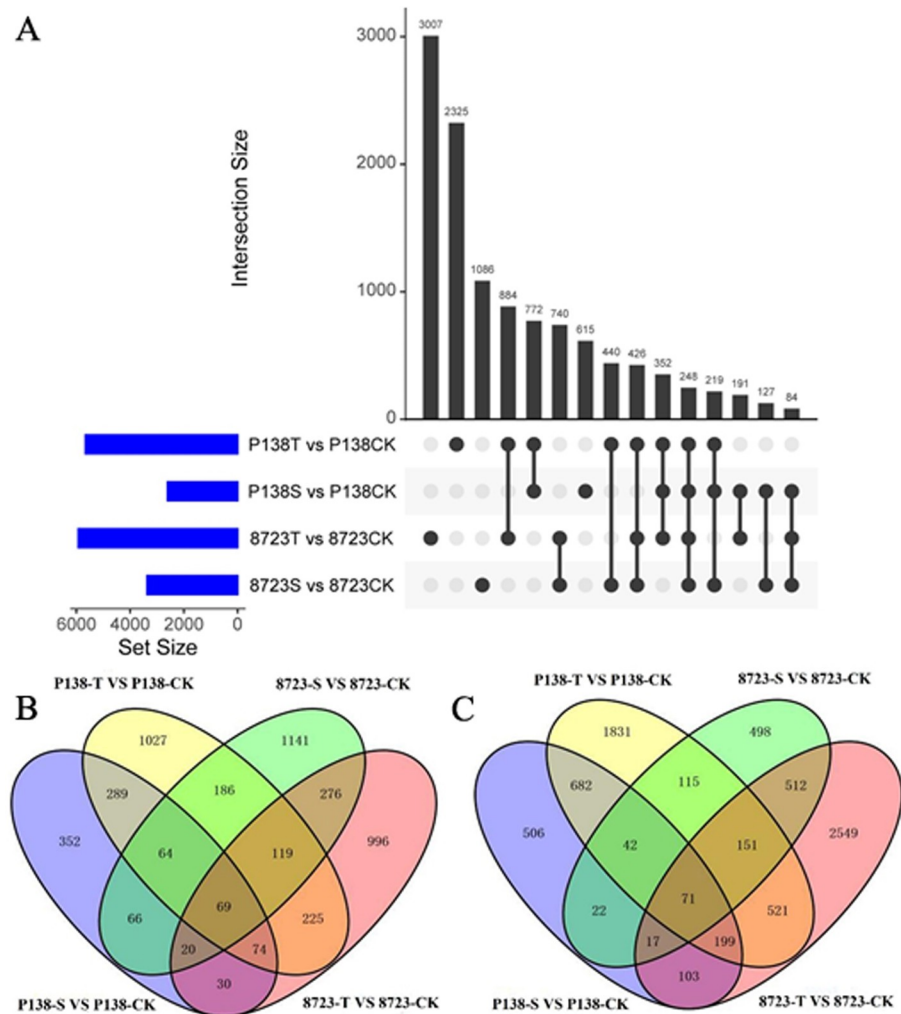 A
3000
2000
1000
0
Intersection Size
3007
2325
1086
884
772
740
615
440
426
352
248
219
191
127
84
P138T vs P138CK
P138S vs P138CK
8723T vs 8723CK
8723S vs 8723CK
6000 4000 2000 0
Set Size
B
P138-T VS P138-CK
8723-S VS 8723-CK
1027
1141
289
186
276
352
64
119
996
66
69
225
20
74
30
P138-S VS P138-CK
8723-T VS 8723-CK
C
P138-T VS P138-CK
8723-S VS 8723-CK
1831
498
682
115
512
506
42
151
2549
22
71
521
17
199
103
P138-S VS P138-CK
8723-T VS 8723-CK